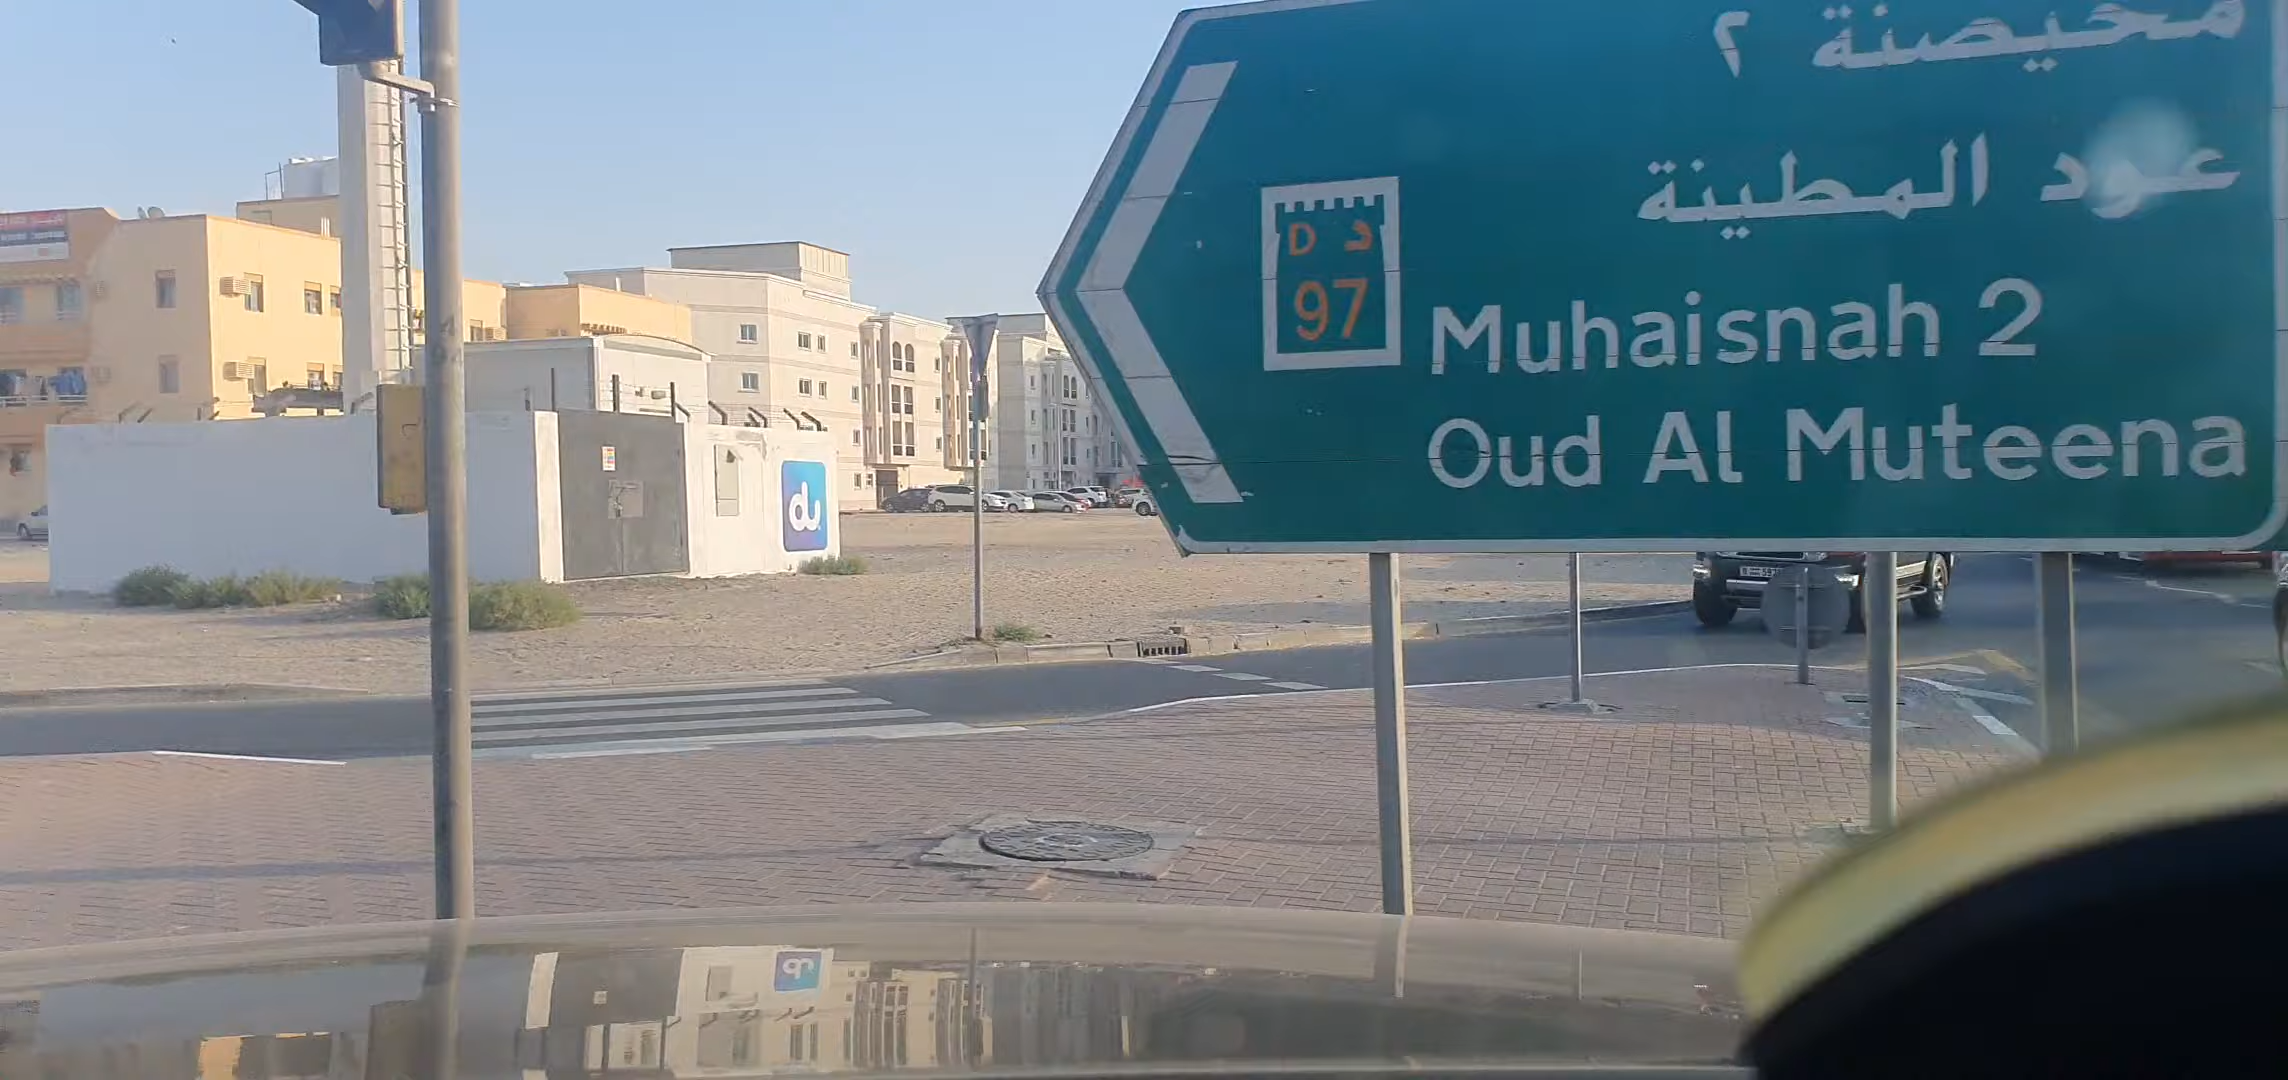 محيصنة ٢
عود المطينة
D د
97
Muhaisnah 2
Oud Al Muteena
du